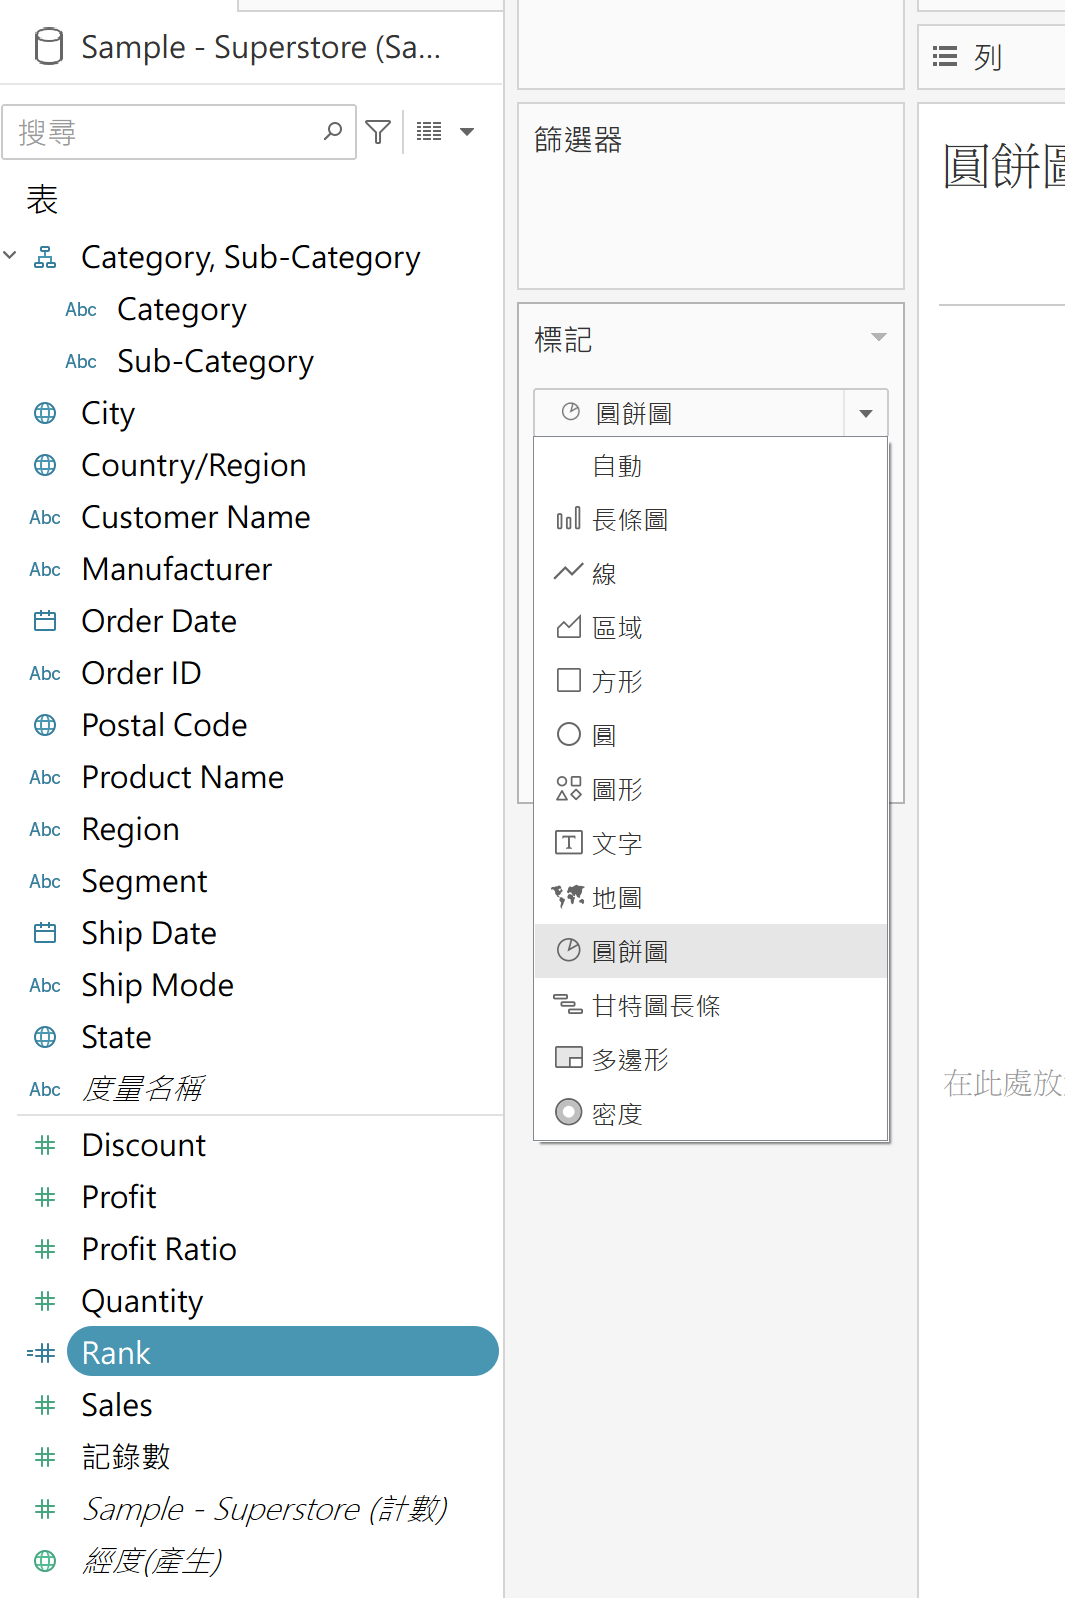 Sample - Superstore (Sa...
搜尋
表
Category, Sub-Category
Abc Category
Abc Sub-Category
City
Country/Region
Abc Customer Name
Abc Manufacturer
Order Date
Abc Order ID
Postal Code
Abc Product Name
Abc Region
Abc Segment
Ship Date
Abc Ship Mode
State
Abc 度量名稱
Discount
Profit
Profit Ratio
Quantity
=# Rank
Sales
記錄數
Sample - Superstore (計數)
經度(產生)
篩選器
標記
圓餅圖
自動
長條圖
線
區域
方形
圓
圖形
文字
地圖
圓餅圖
甘特圖長條
多邊形
密度
列
圓餅圖
在此處放